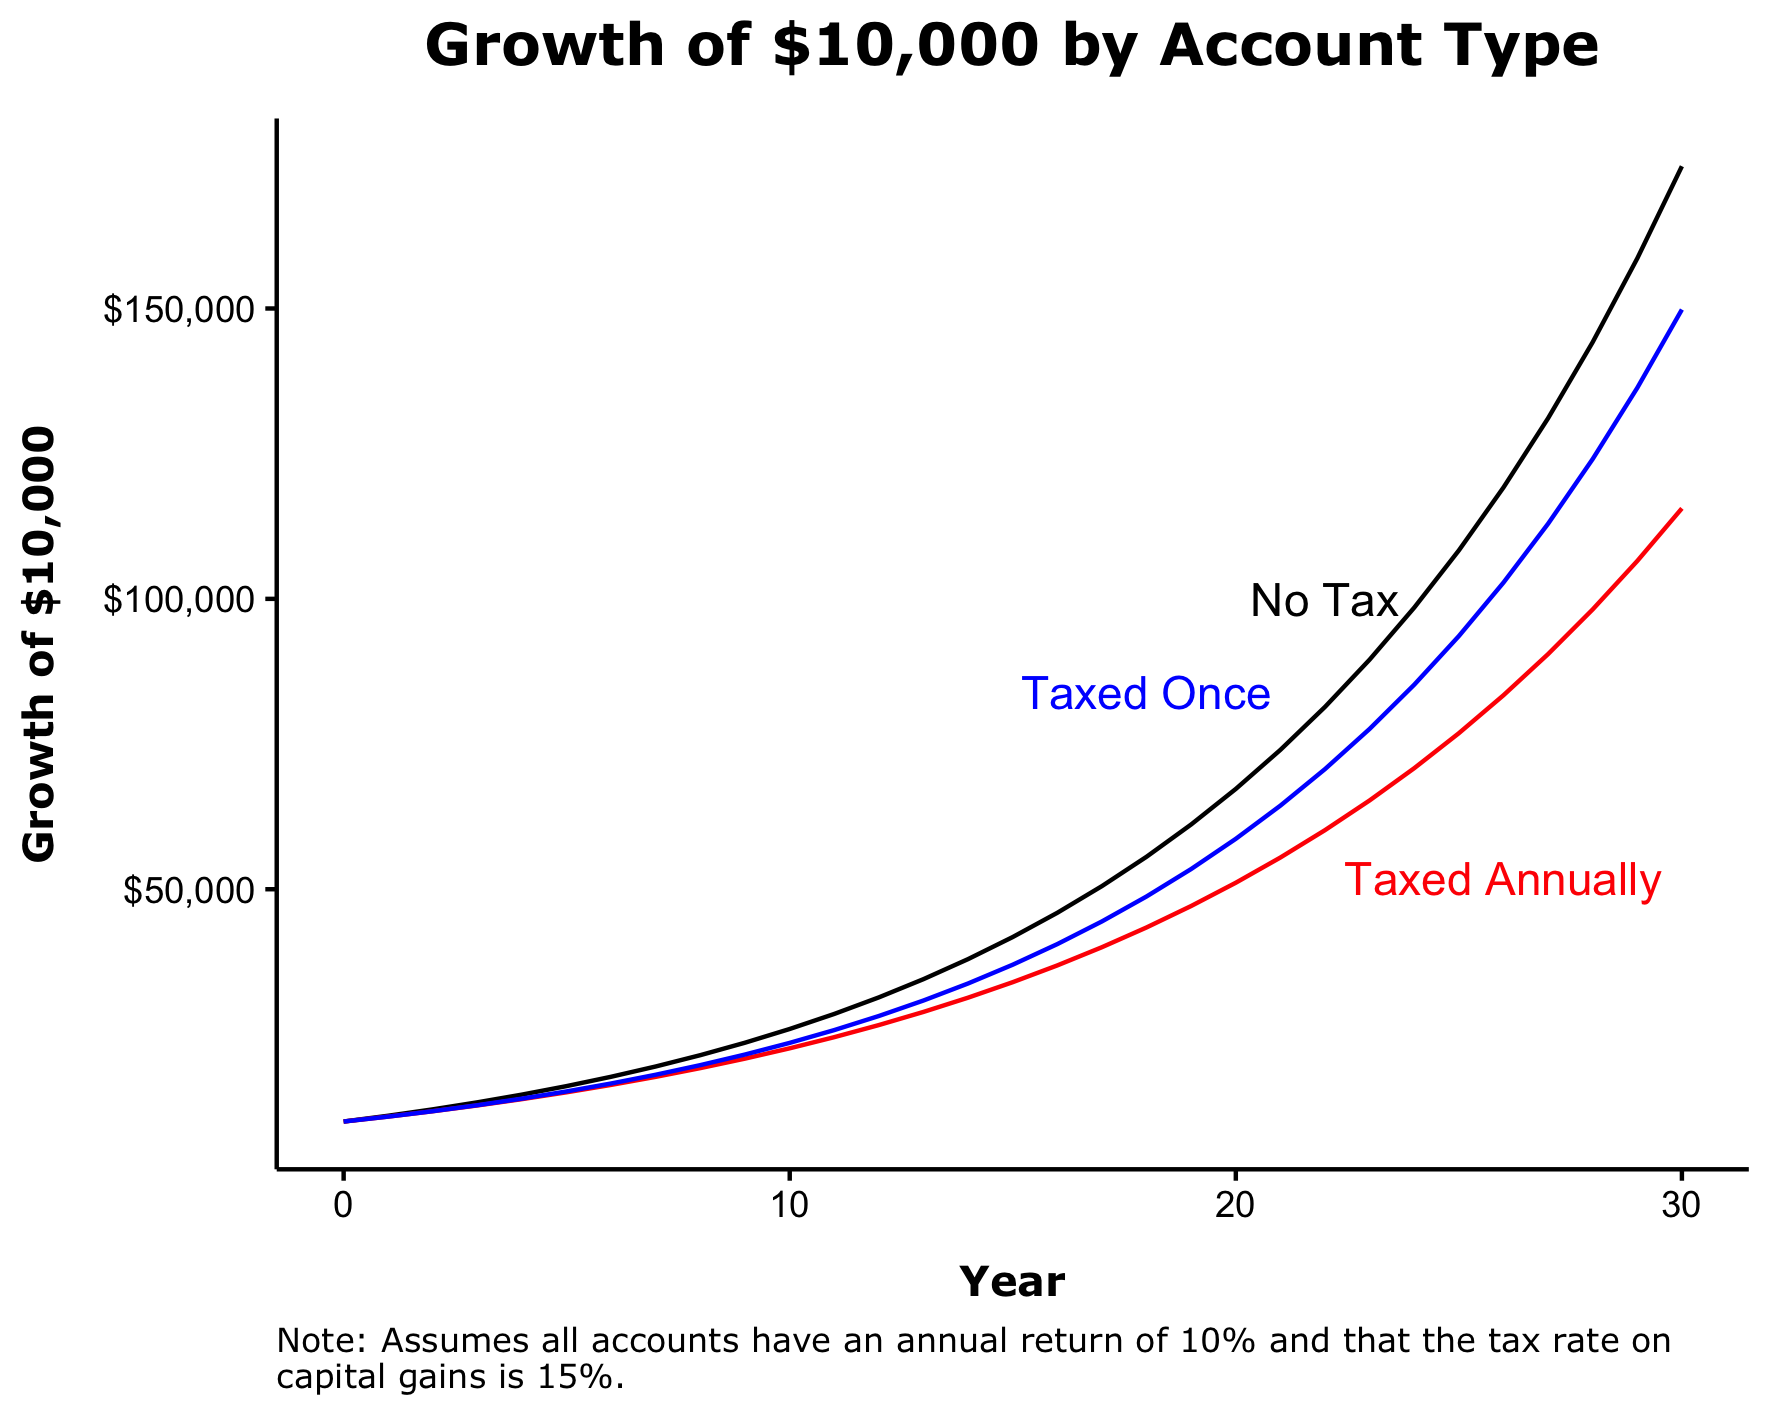 Growth of $10,000 by Account Type
Growth of $10,000
$150,000
$100,000
$50,000
No Tax
Taxed Once
Taxed Annually
0 10 20 30
Year
Note: Assumes all accounts have an annual return of 10% and that the tax rate on
capital gains is 15%.